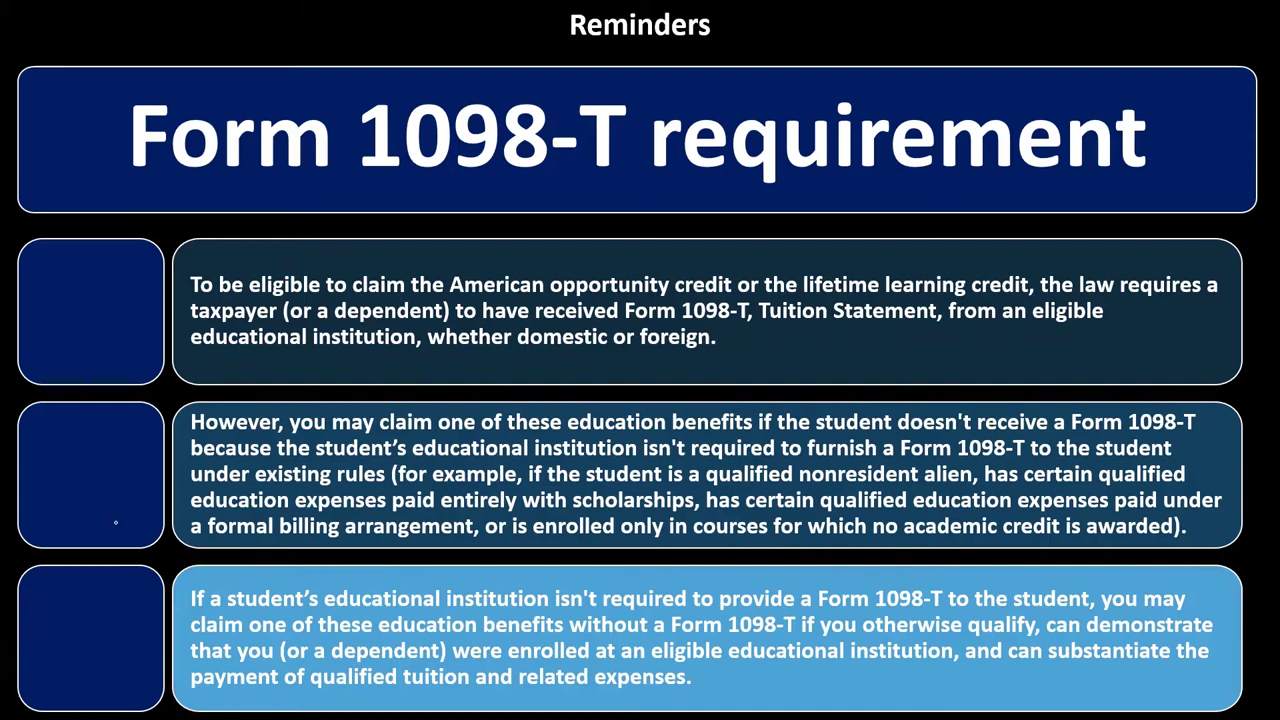 Reminders
Form 1098-T requirement
To be eligible to claim the American opportunity credit or the lifetime learning credit, the law requires a
taxpayer (or a dependent) to have received Form 1098-T, Tuition Statement, from an eligible
educational institution, whether domestic or foreign.
However, you may claim one of these education benefits if the student doesn't receive a Form 1098-T
because the student’s educational institution isn't required to furnish a Form 1098-T to the student
under existing rules (for example, if the student is a qualified nonresident alien, has certain qualified
education expenses paid entirely with scholarships, has certain qualified education expenses paid under
a formal billing arrangement, or is enrolled only in courses for which no academic credit is awarded).
If a student’s educational institution isn't required to provide a Form 1098-T to the student, you may
claim one of these education benefits without a Form 1098-T if you otherwise qualify, can demonstrate
that you (or a dependent) were enrolled at an eligible educational institution, and can substantiate the
payment of qualified tuition and related expenses.